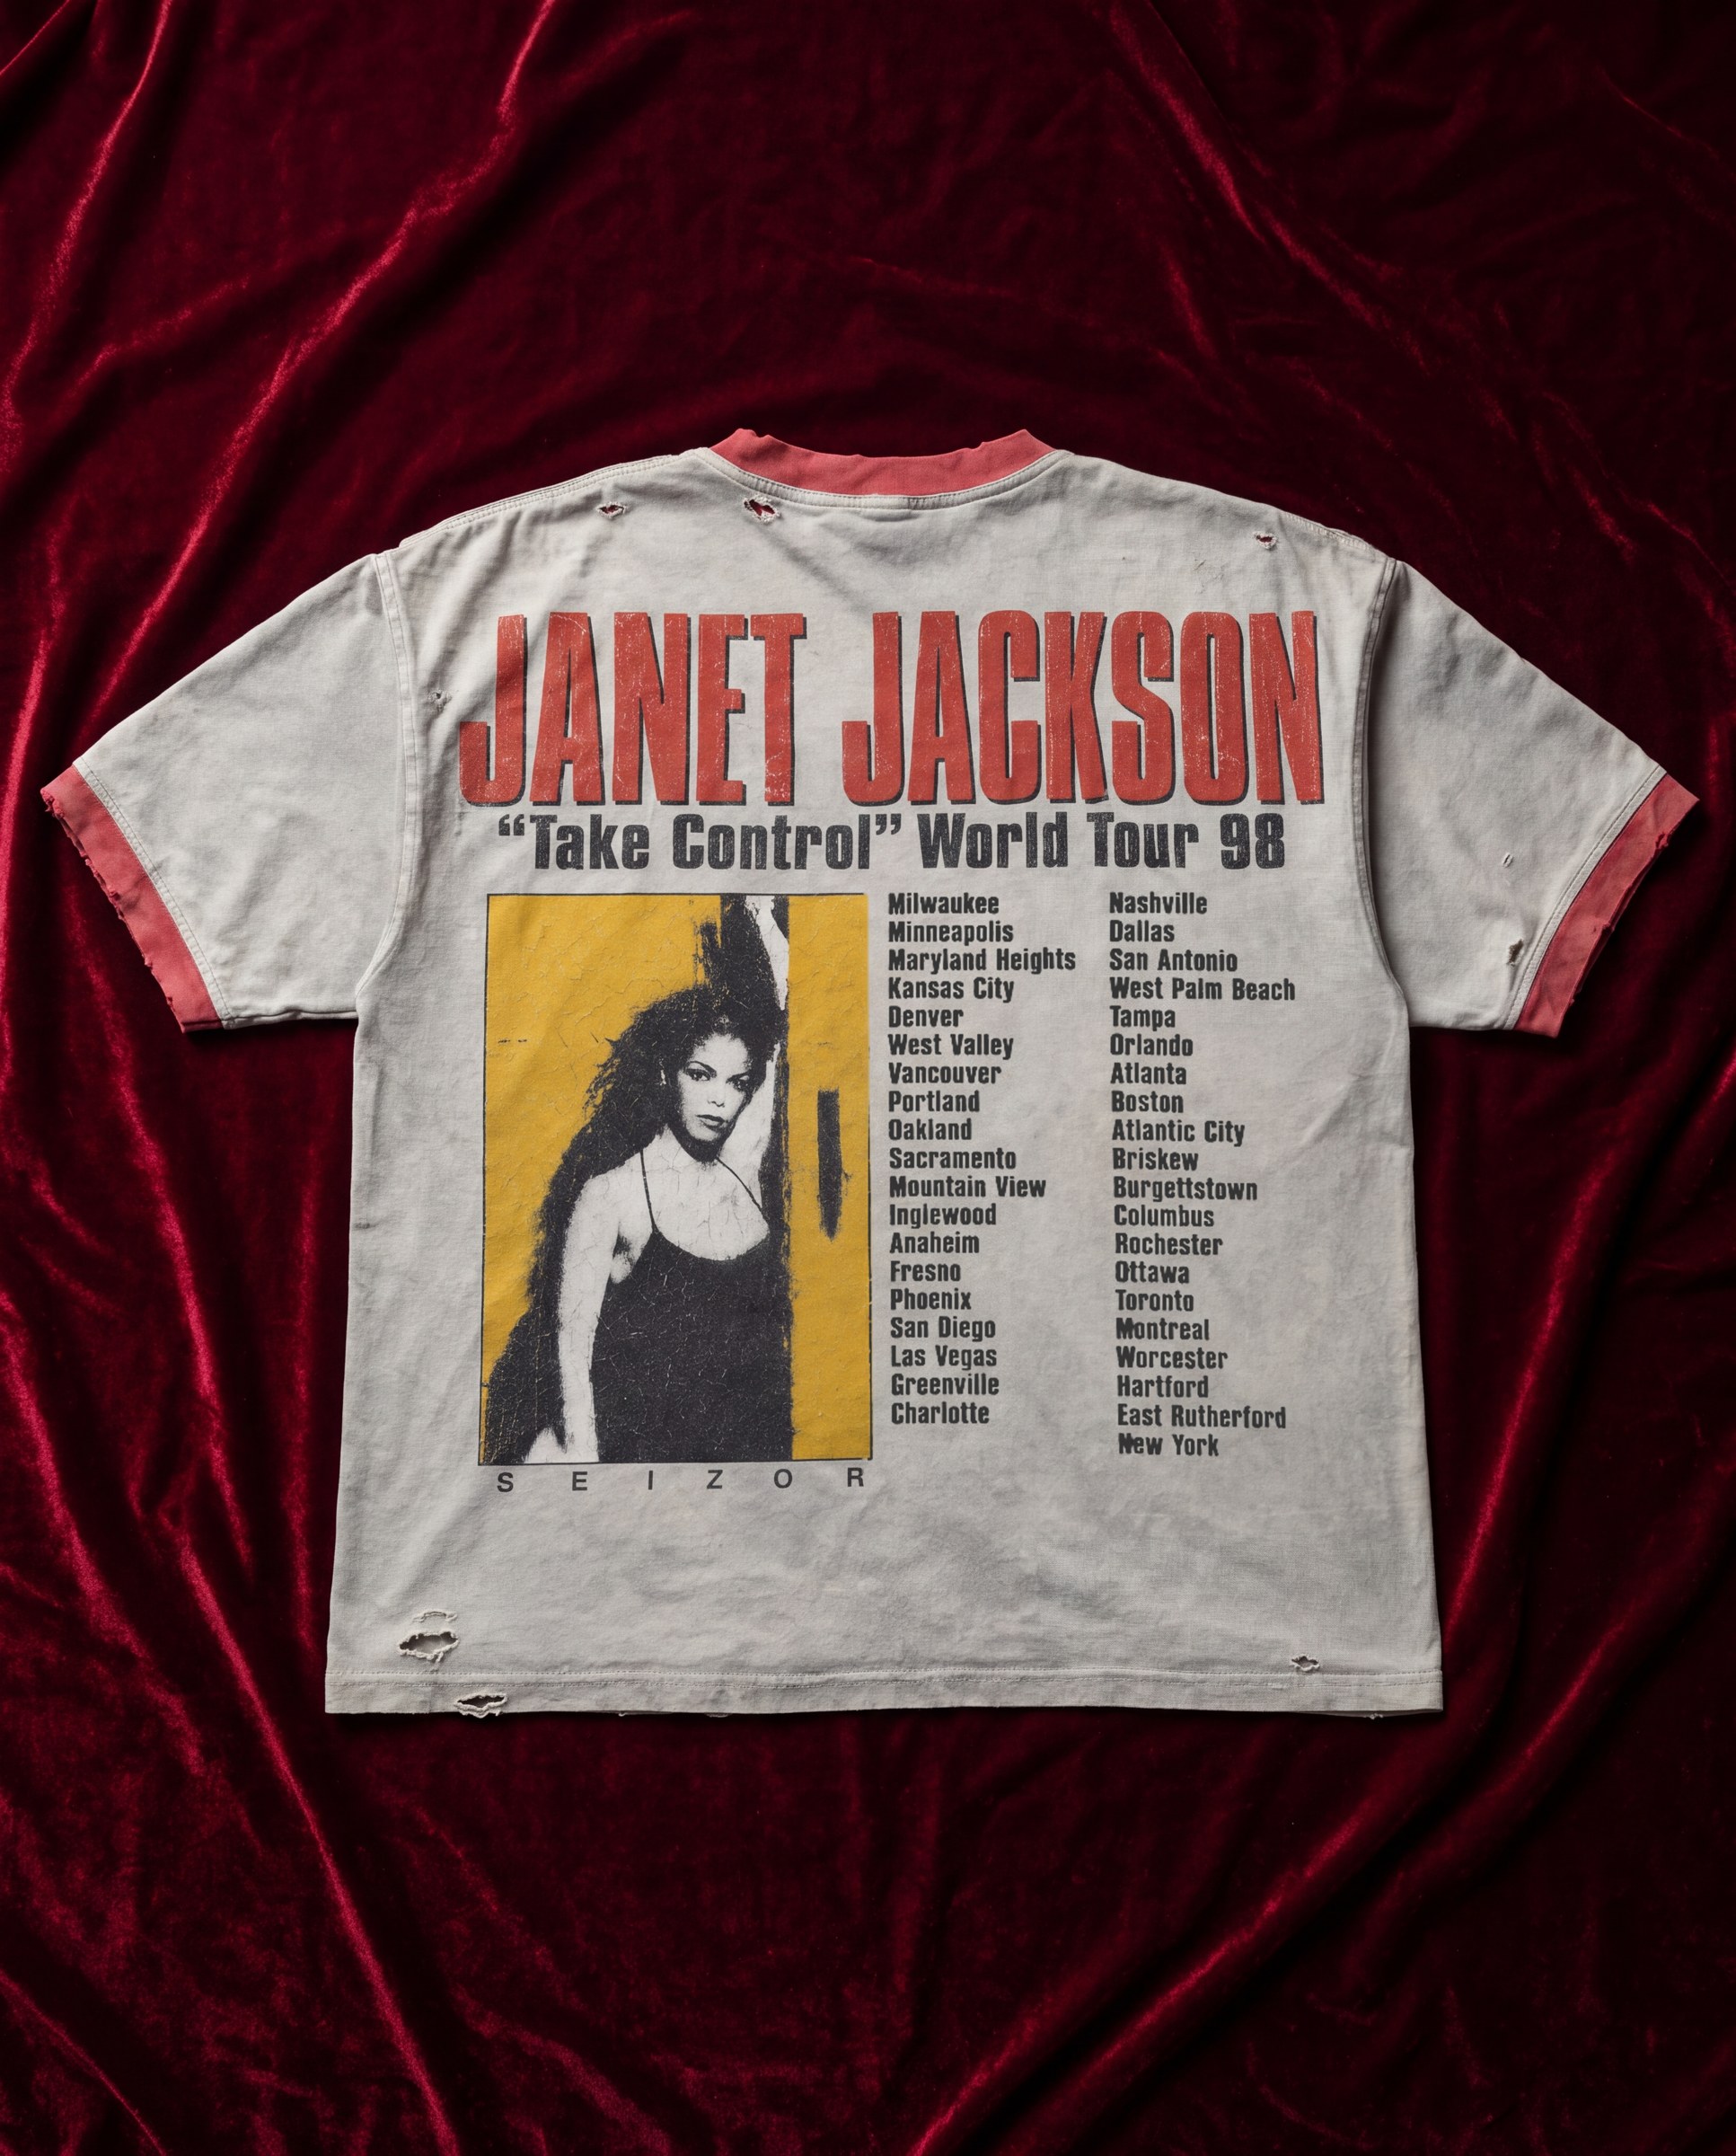 JANET JACKSON
“Take Control” World Tour 98
Milwaukee
Minneapolis
Maryland Heights
Kansas City
Denver
West Valley
Vancouver
Portland
Oakland
Sacramento
Mountain View
Inglewood
Anaheim
Fresno
Phoenix
San Diego
Las Vegas
Greenville
Charlotte
Nashville
Dallas
San Antonio
West Palm Beach
Tampa
Orlando
Atlanta
Boston
Atlantic City
Briskew
Burgettstown
Columbus
Rochester
Ottawa
Toronto
Montreal
Worcester
Hartford
East Rutherford
New York
SEIZOR